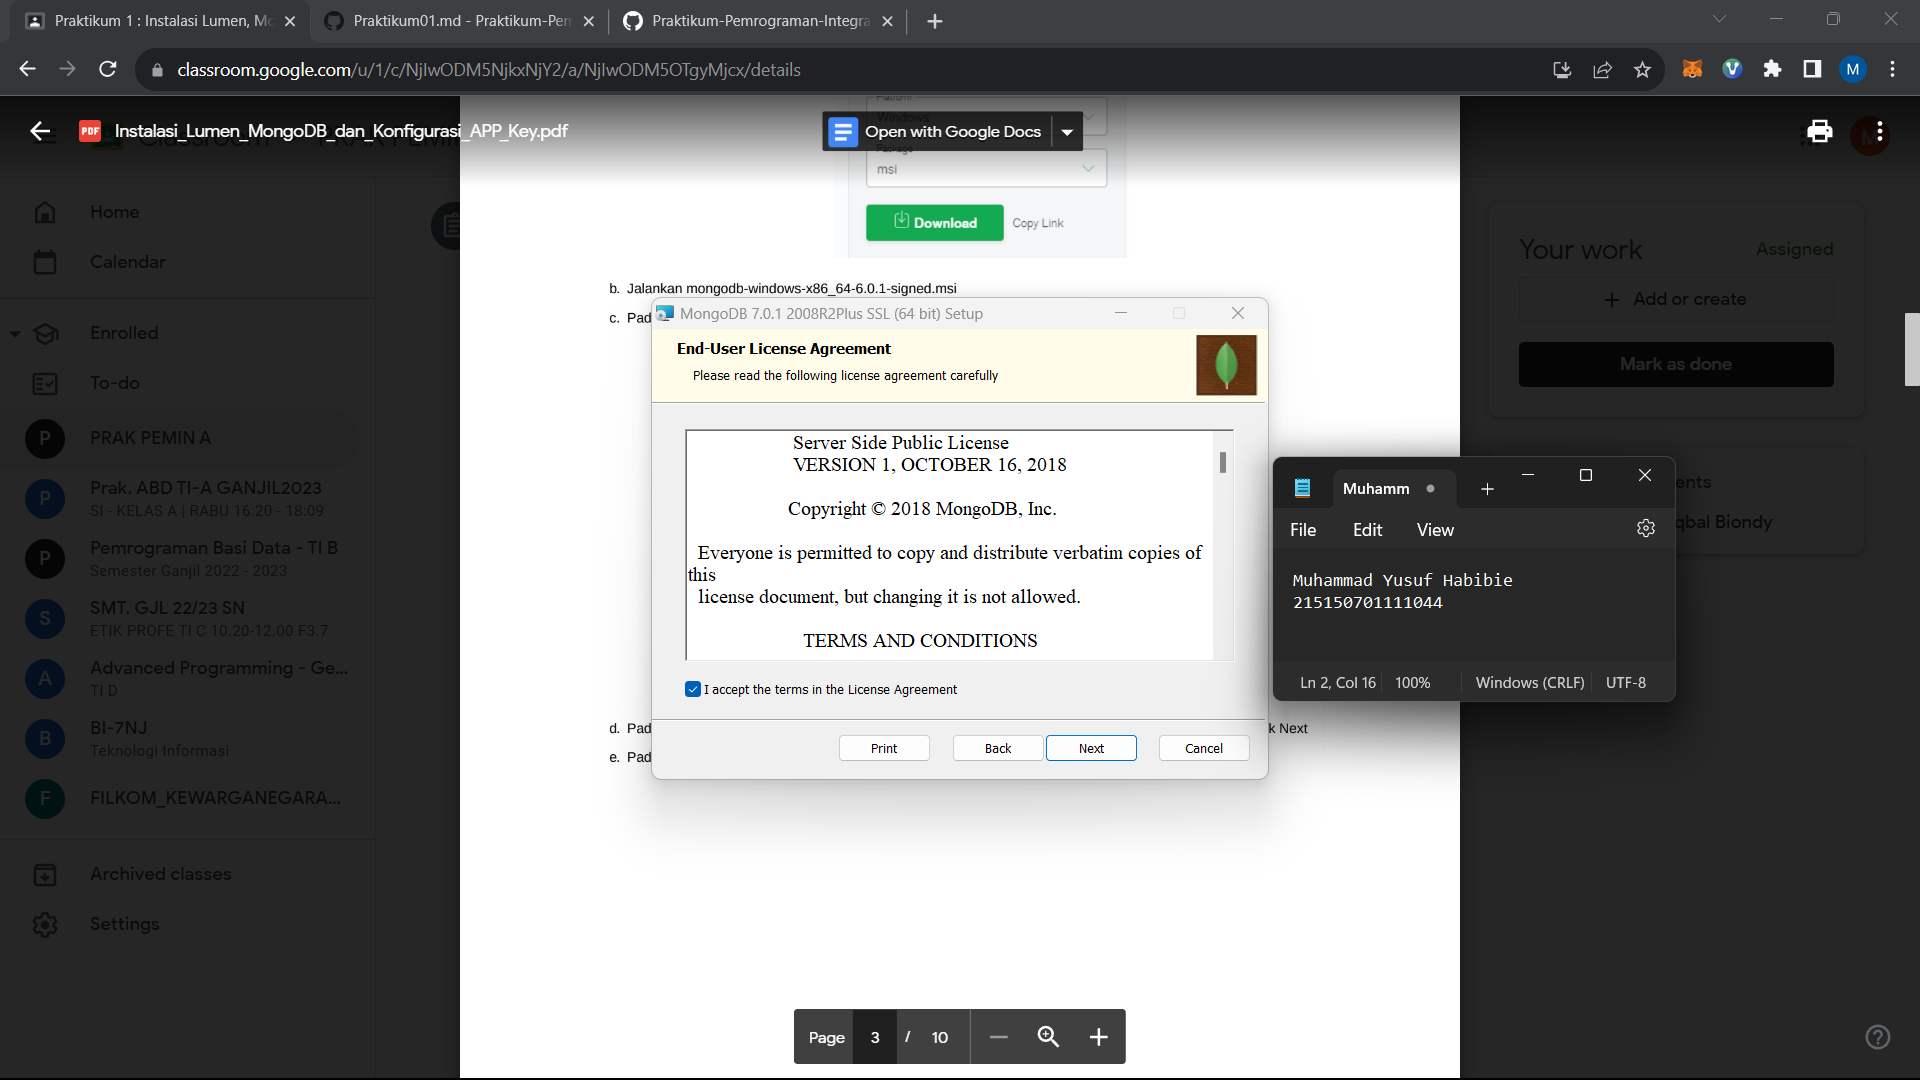 Praktikum 1 : Instalasi Lumen, Mo
Praktikum01.md - Praktikum-Pem
Praktikum-Pemrograman-Integra
classroom.google.com/u/1/c/NjIwODM5NjkxNjY2/a/NjIwODM5OTgyMjcx/details
M
PDF
Instalasi_Lumen_MongoDB_dan_Konfigurasi_APP_Key.pdf
Open with Google Docs
Platform
Windows
Package
msi
Download
Copy Link
Home
Calendar
Enrolled
To-do
P
PRAK PEMIN A
P
Prak. ABD TI-A GANJIL2023
SI - KELAS A | RABU 16:20 - 18:09
P
Pemrograman Basi Data - TI B
Semester Ganjil 2022 - 2023
S
SMT. GJL 22/23 SN
ETIK PROFE TI C 10.20-12.00 F3.7
A
Advanced Programming - Ge...
TI D
B
BI-7NJ
Teknologi Informasi
F
FILKOM_KEWARGANEGARA...
Archived classes
Settings
b. Jalankan mongodb-windows-x86_64-6.0.1-signed.msi
c. Pad
d. Pad
k Next
e. Pad
MongoDB 7.0.1 2008R2Plus SSL (64 bit) Setup
End-User License Agreement
Please read the following license agreement carefully
Server Side Public License
VERSION 1, OCTOBER 16, 2018
Copyright © 2018 MongoDB, Inc.
Everyone is permitted to copy and distribute verbatim copies of
this
license document, but changing it is not allowed.
TERMS AND CONDITIONS
I accept the terms in the License Agreement
Print
Back
Next
Cancel
Your work
Assigned
+ Add or create
Mark as done
ents
qbal Biondy
Muhamm
File
Edit
View
Muhammad Yusuf Habibie
215150701111044
Ln 2, Col 16
100%
Windows (CRLF)
UTF-8
Page 3 / 10